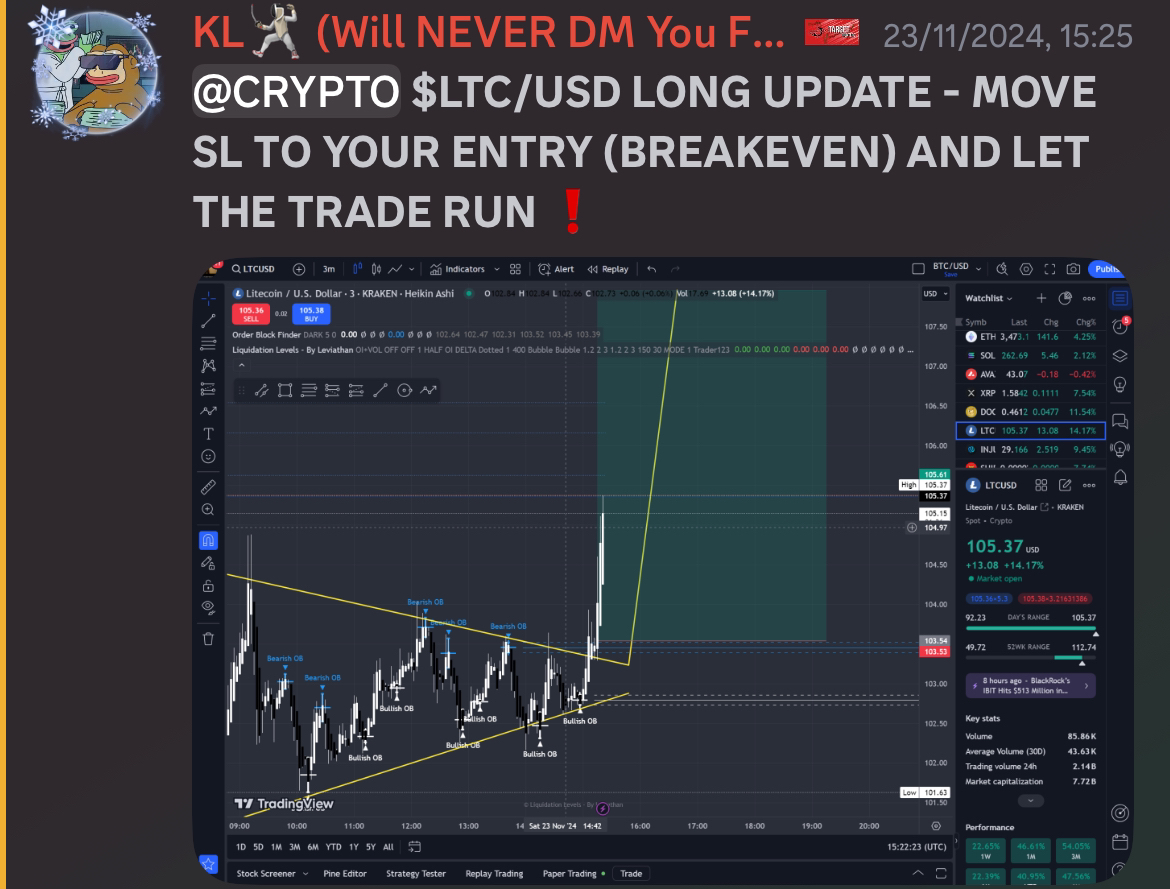 KL🤺 (Will NEVER DM You F... TARGET 23/11/2024, 15:25
@CRYPTO $LTC/USD LONG UPDATE - MOVE
SL TO YOUR ENTRY (BREAKEVEN) AND LET
THE TRADE RUN ❗
LTCUSD 3m Indicators Alert Replay BTC/USD Save Publi
Litecoin / U.S. Dollar · 3 · KRAKEN · Heikin Ashi O102.84 Vol +13.08 (+14.17%) USD
105.36 SELL 0.02 105.38 BUY
Order Block Finder DARK 5 0 0.00 Ø Ø Ø 0.00 Ø Ø Ø 102.64 102.47 102.31 103.52 103.45 103.39
Liquidation Levels - By Leviathan OI+VOL OFF OFF 1 HALF OI DELTA Dotted 1 400 Bubble Bubble 1.2 2 3 1.2 2 3 150 30 MODE 1 Trader123 0.00 0.00 0.00 0.00 0.00 0.00 Ø Ø Ø Ø Ø Ø ...
107.50
107.00
106.50
106.00
105.61
High 105.37
105.37
105.15
104.97
104.50
104.00
103.54
103.53
103.00
102.50
102.00
Low 101.63
101.50
Bearish OB
Bearish OB
Bearish OB
Bearish OB
Bearish OB
Bullish OB
Bullish OB
Bullish OB
Bullish OB
Bullish OB
Bullish OB
TradingView
© Liquidation Levels - By Leviathan
09:00 10:00 11:00 12:00 13:00 14 Sat 23 Nov '24 14:42 16:00 17:00 18:00 19:00 20:00
1D 5D 1M 3M 6M YTD 1Y 5Y All 15:22:23 (UTC)
Stock Screener Pine Editor Strategy Tester Replay Trading Paper Trading Trade
Watchlist
Symb Last Chg Chg%
ETH 3,473.1 141.6 4.25%
SOL 262.69 5.46 2.12%
AVA 43.07 −0.18 −0.42%
XRP 1.5842 0.1111 7.54%
DOC 0.4612 0.0477 11.54%
LTC 105.37 13.08 14.17%
INJU 29.166 2.519 9.45%
LTCUSD
Litecoin / U.S. Dollar · KRAKEN
Spot • Crypto
105.37 USD
+13.08 +14.17%
Market open
105.36×5.3 105.38×3.21631386
92.23 DAY'S RANGE 105.37
49.72 52WK RANGE 112.74
8 hours ago · BlackRock's
IBIT Hits $513 Million in...
Key stats
Volume 85.86K
Average Volume (30D) 43.63K
Trading volume 24h 2.14B
Market capitalization 7.72B
Performance
22.65% 46.61% 54.05%
1W 1M 3M
22.39% 40.95% 47.56%
5